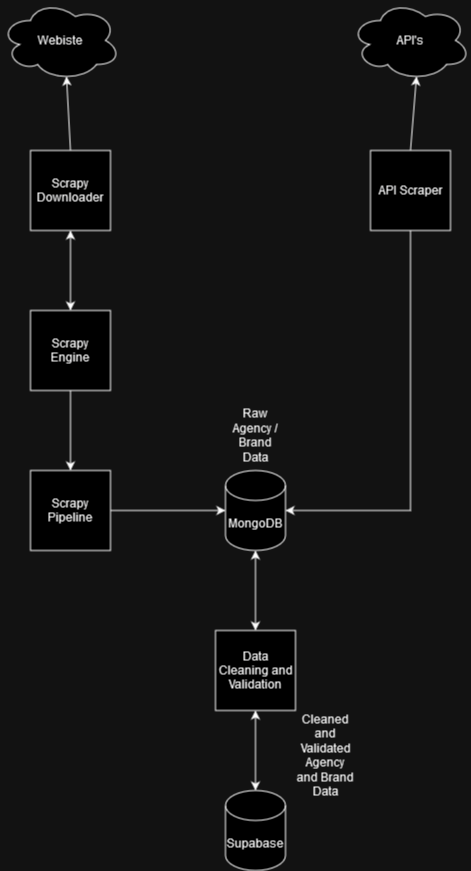 Webiste
API's
Scrapy
Downloader
API Scraper
Scrapy
Engine
Raw
Agency /
Brand
Data
Scrapy
Pipeline
MongoDB
Data
Cleaning and
Validation
Cleaned
and
Validated
Agency
and Brand
Data
Supabase